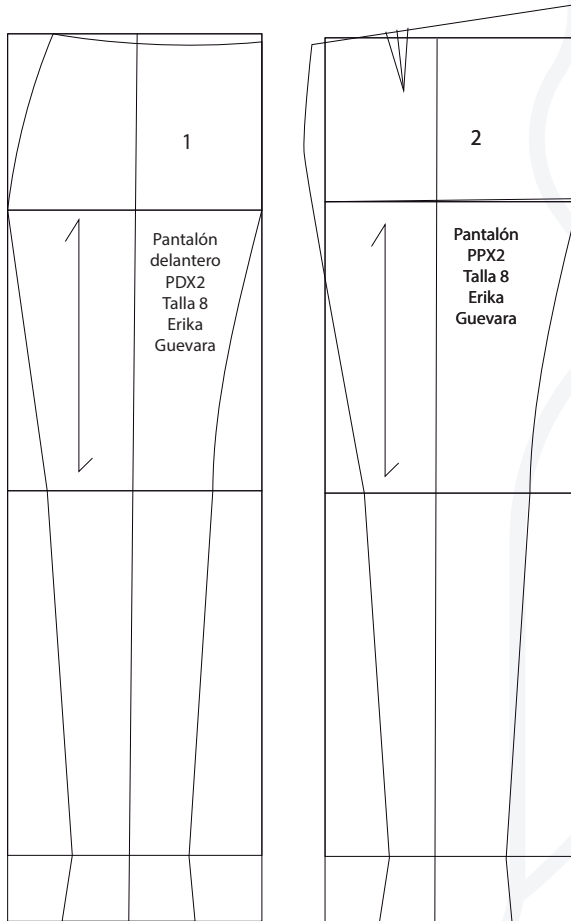 1
Pantalón
delantero
PDX2
Talla 8
Erika
Guevara
2
Pantalón
PPX2
Talla 8
Erika
Guevara